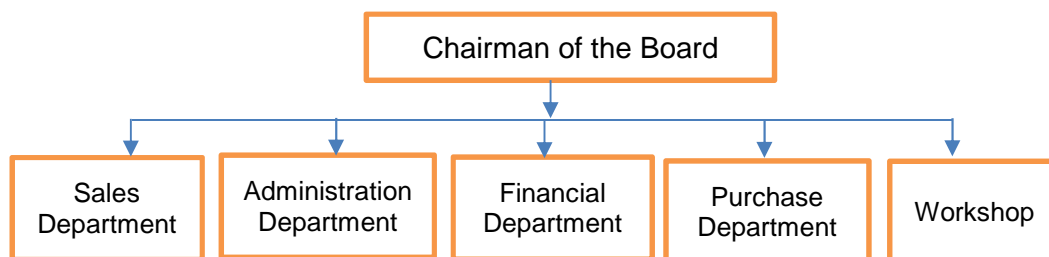 Chairman of the Board
Sales
Department
Administration
Department
Financial
Department
Purchase
Department
Workshop